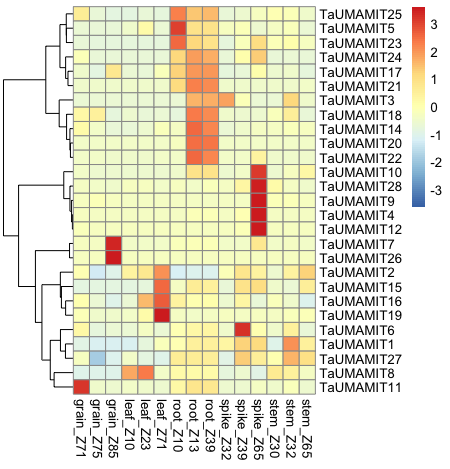 TaUMAMIT25
TaUMAMIT5
TaUMAMIT23
TaUMAMIT24
TaUMAMIT17
TaUMAMIT21
TaUMAMIT3
TaUMAMIT18
TaUMAMIT14
TaUMAMIT20
TaUMAMIT22
TaUMAMIT10
TaUMAMIT28
TaUMAMIT9
TaUMAMIT4
TaUMAMIT12
TaUMAMIT7
TaUMAMIT26
TaUMAMIT2
TaUMAMIT15
TaUMAMIT16
TaUMAMIT19
TaUMAMIT6
TaUMAMIT1
TaUMAMIT27
TaUMAMIT8
TaUMAMIT11
3
2
1
0
-1
-2
-3
grain_Z71
grain_Z75
grain_Z85
leaf_Z10
leaf_Z23
leaf_Z71
root_Z10
root_Z13
root_Z39
spike_Z32
spike_Z39
spike_Z65
stem_Z30
stem_Z32
stem_Z65